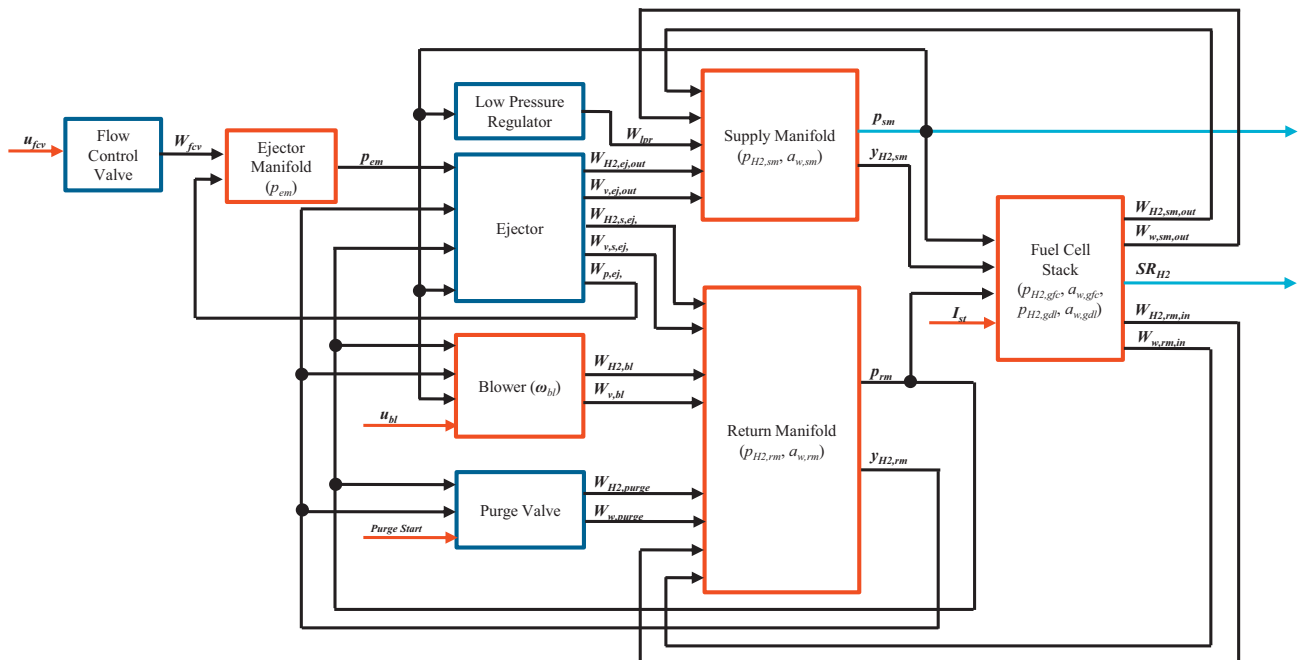 u_fcv
Flow
Control
Valve
W_fcv
Ejector
Manifold
(p_em)
p_em
Low Pressure
Regulator
W_lpr
Ejector
W_H2,ej,out
W_v,ej,out
W_H2,s,ej,
W_v,s,ej,
W_p,ej,
Supply Manifold
(p_H2,sm, a_w,sm)
p_sm
y_H2,sm
Blower (ω_bl)
u_bl
W_H2,bl
W_v,bl
Purge Valve
Purge Start
W_H2,purge
W_w,purge
Return Manifold
(p_H2,rm, a_w,rm)
p_rm
y_H2,rm
I_st
Fuel Cell
Stack
(p_H2,gfc, a_w,gfc,
p_H2,gdl, a_w,gdl)
W_H2,sm,out
W_w,sm,out
SR_H2
W_H2,rm,in
W_w,rm,in